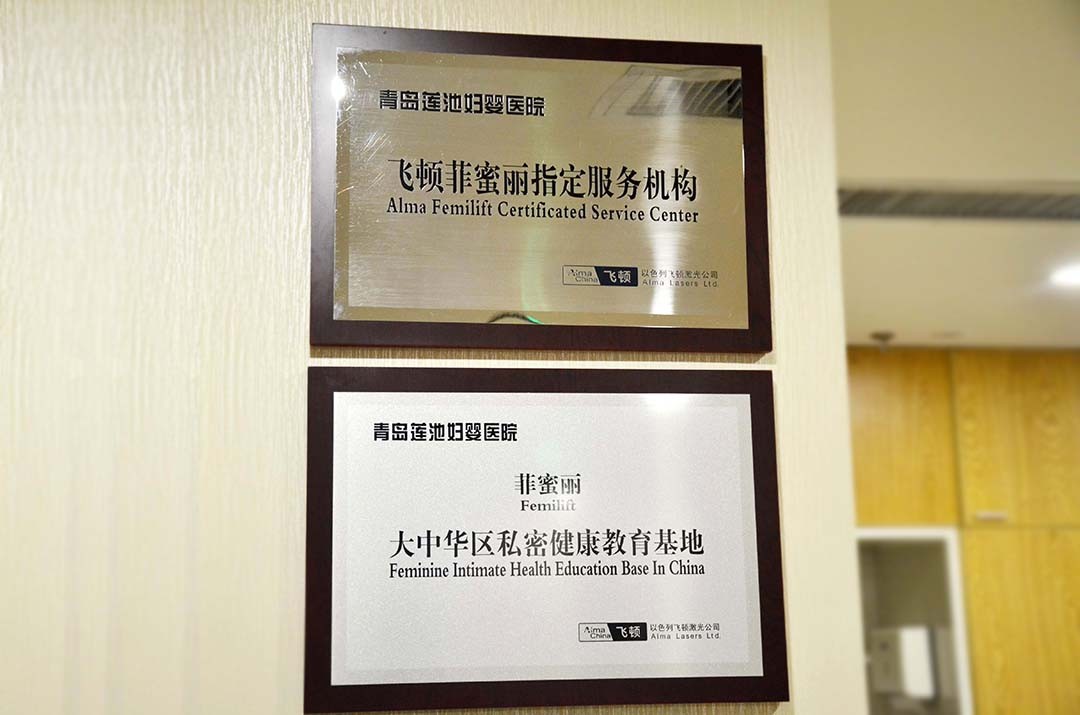 青岛莲池妇婴医院
飞顿菲蜜丽指定服务机构
Alma Femilift Certificated Service Center
Alma China 飞顿 以色列飞顿激光公司
Alma Lasers Ltd.
青岛莲池妇婴医院
菲蜜丽
Femilift
大中华区私密健康教育基地
Feminine Intimate Health Education Base In China
Alma China 飞顿 以色列飞顿激光公司
Alma Lasers Ltd.